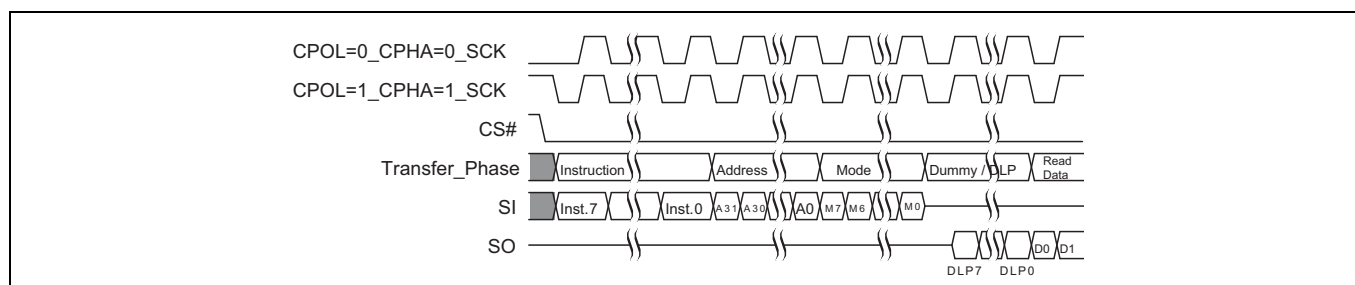 CPOL=0_CPHA=0_SCK
CPOL=1_CPHA=1_SCK
CS#
Transfer_Phase Instruction Address Mode Dummy / DLP Read Data
SI Inst.7 Inst.0 A31 A30 A0 M7 M6 M0
SO D0 D1
DLP7 DLP0